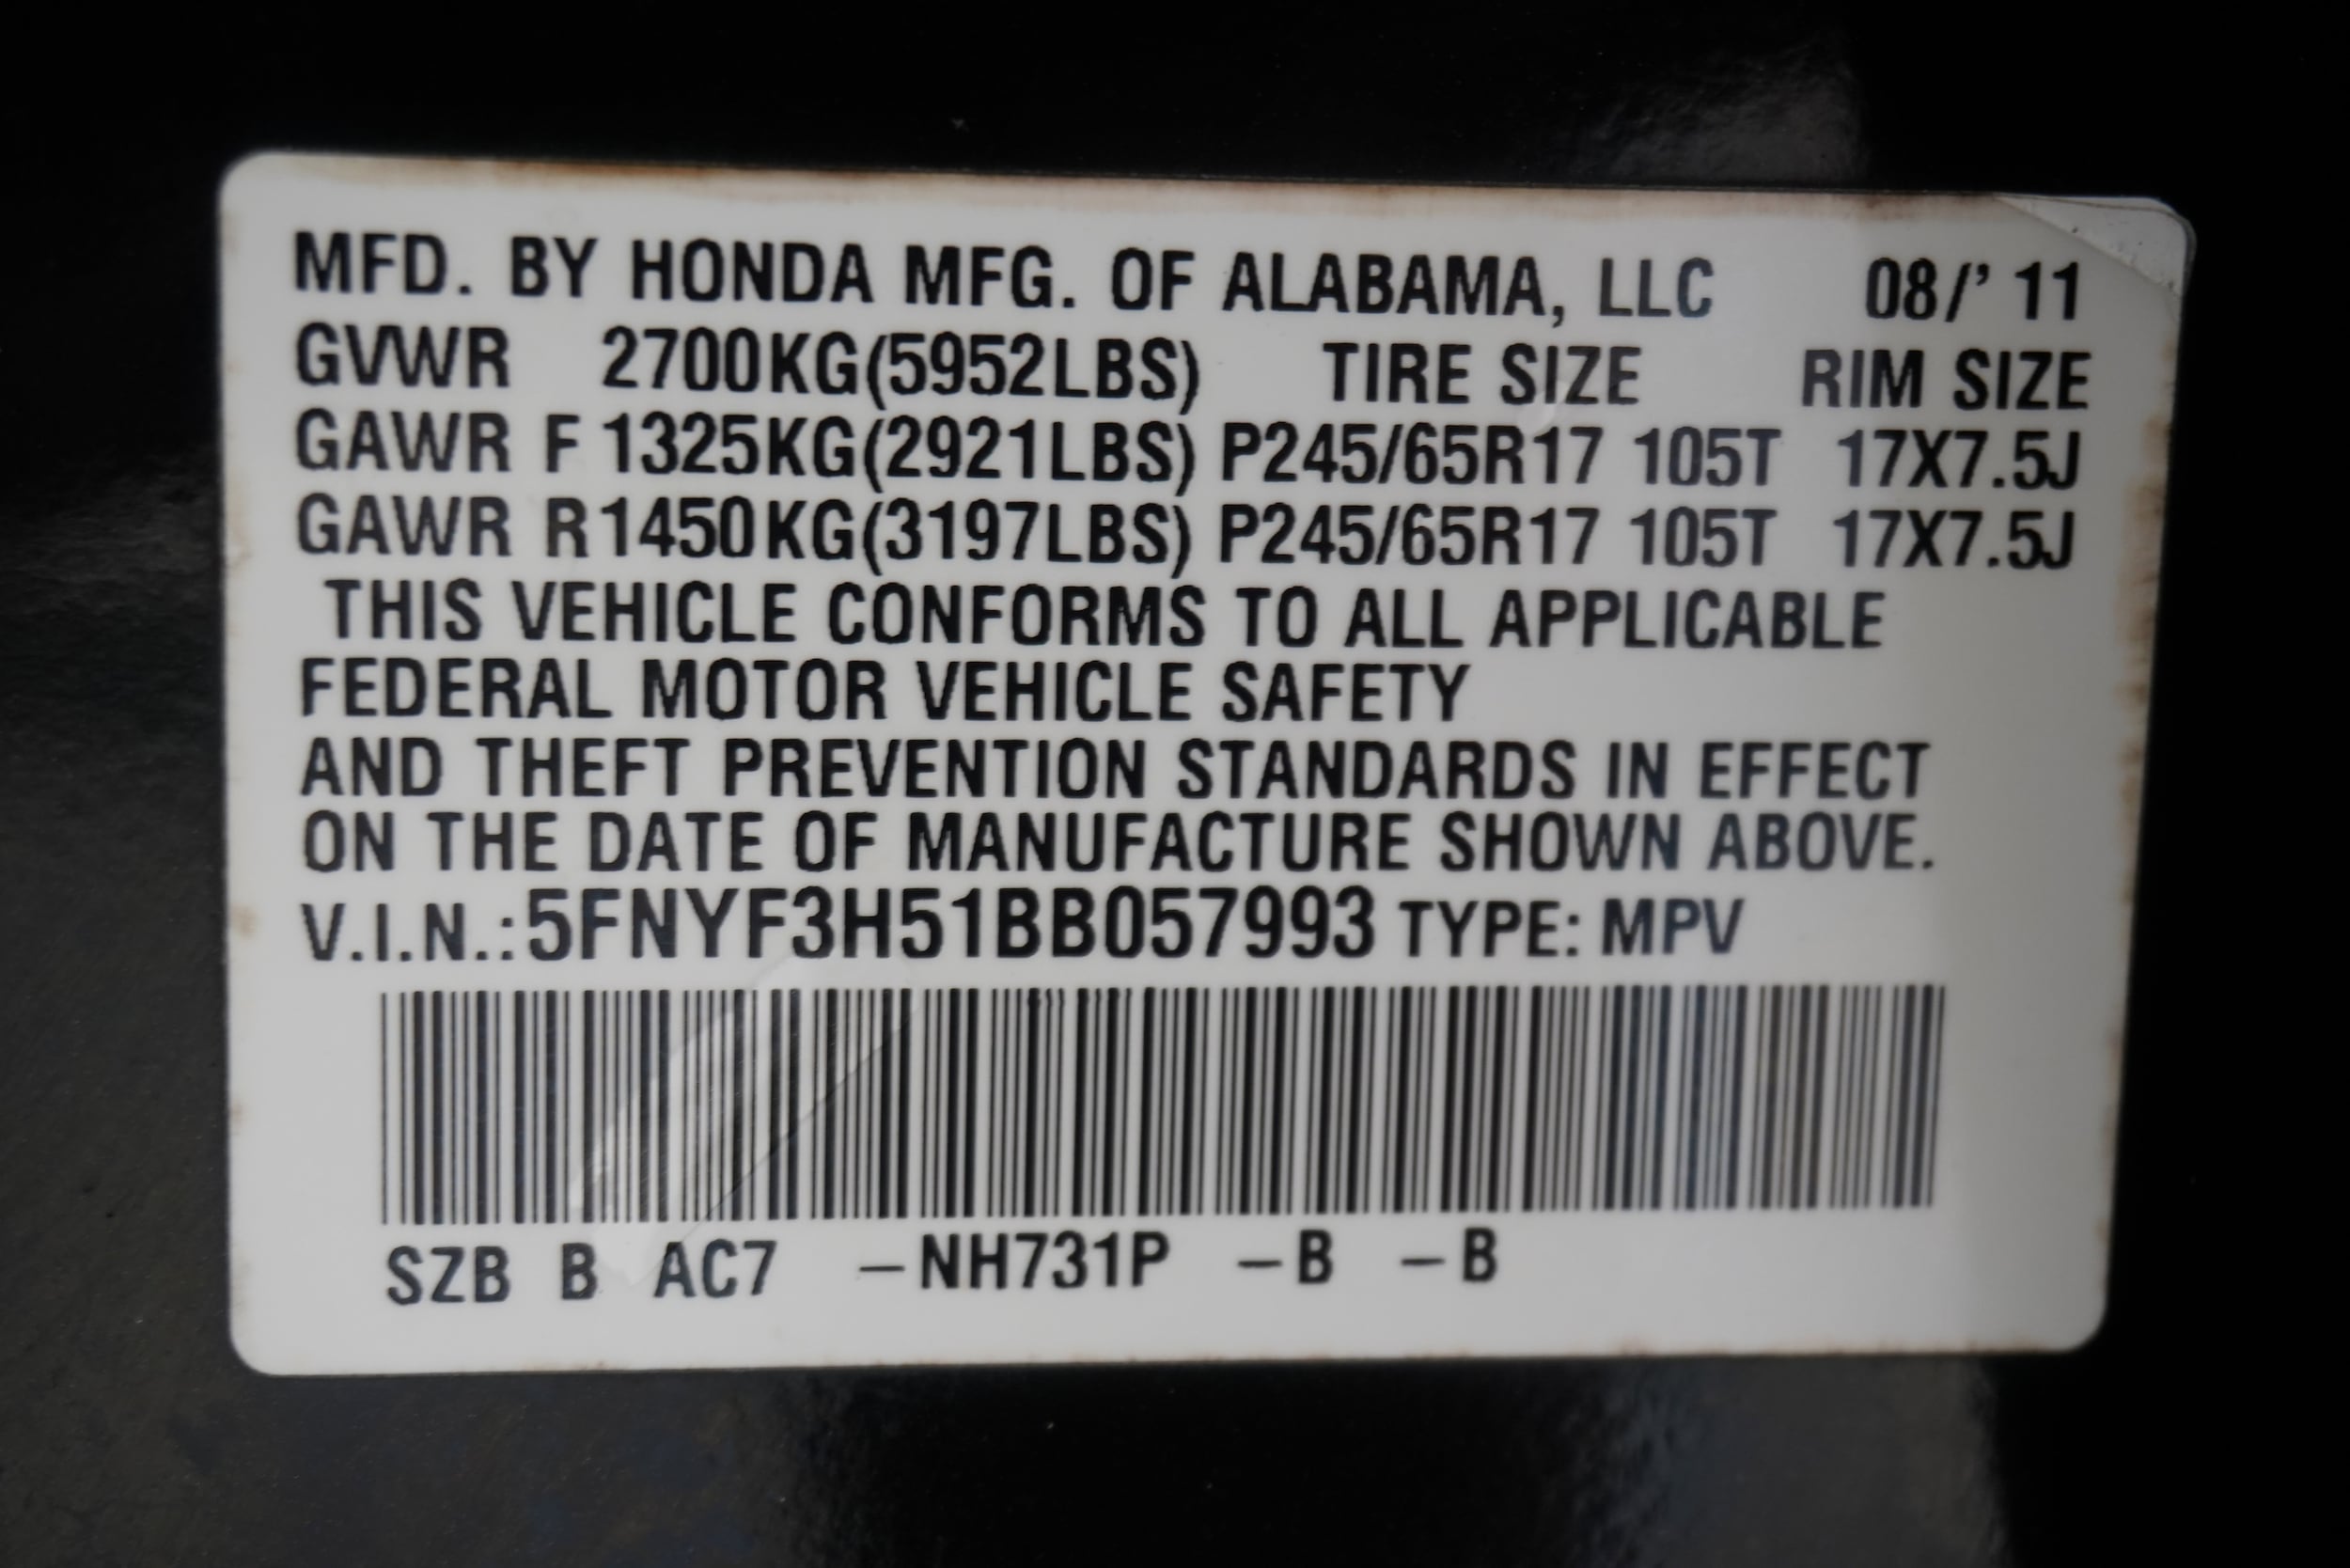 MFD. BY HONDA MFG. OF ALABAMA, LLC 08/' 11
GVWR 2700KG(5952LBS) TIRE SIZE RIM SIZE
GAWR F 1325KG(2921LBS) P245/65R17 105T 17X7.5J
GAWR R 1450KG(3197LBS) P245/65R17 105T 17X7.5J
THIS VEHICLE CONFORMS TO ALL APPLICABLE
FEDERAL MOTOR VEHICLE SAFETY
AND THEFT PREVENTION STANDARDS IN EFFECT
ON THE DATE OF MANUFACTURE SHOWN ABOVE.
V.I.N.: 5FNYF3H51BB057993 TYPE: MPV
SZB B AC7 –NH731P –B –B